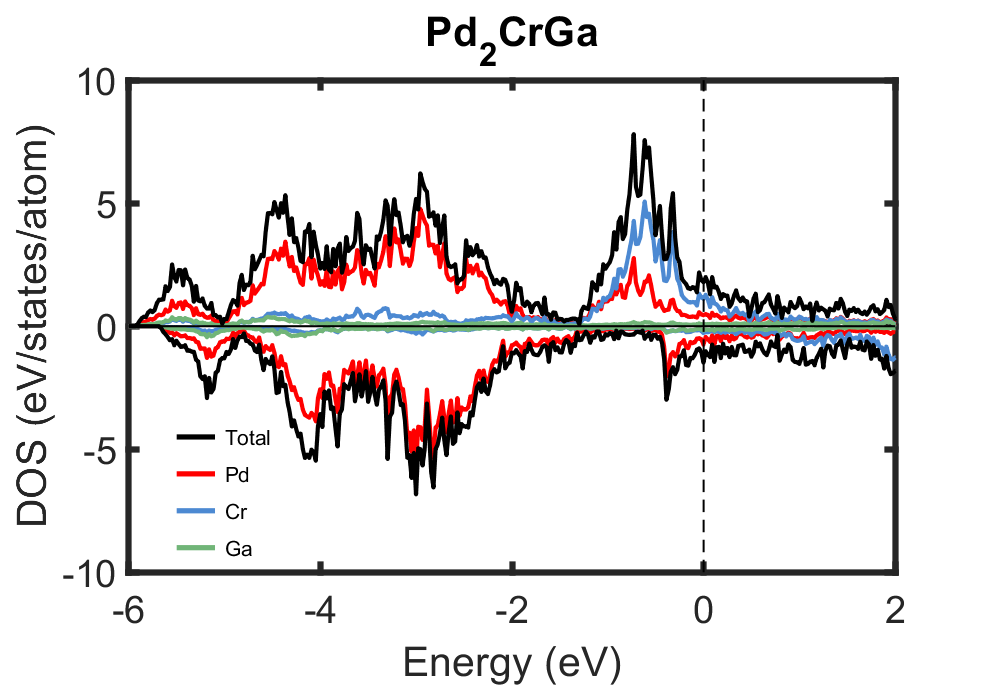 Pd2CrGa
DOS (eV/states/atom)
10
5
0
-5
-10
Total
Pd
Cr
Ga
-6 -4 -2 0 2
Energy (eV)